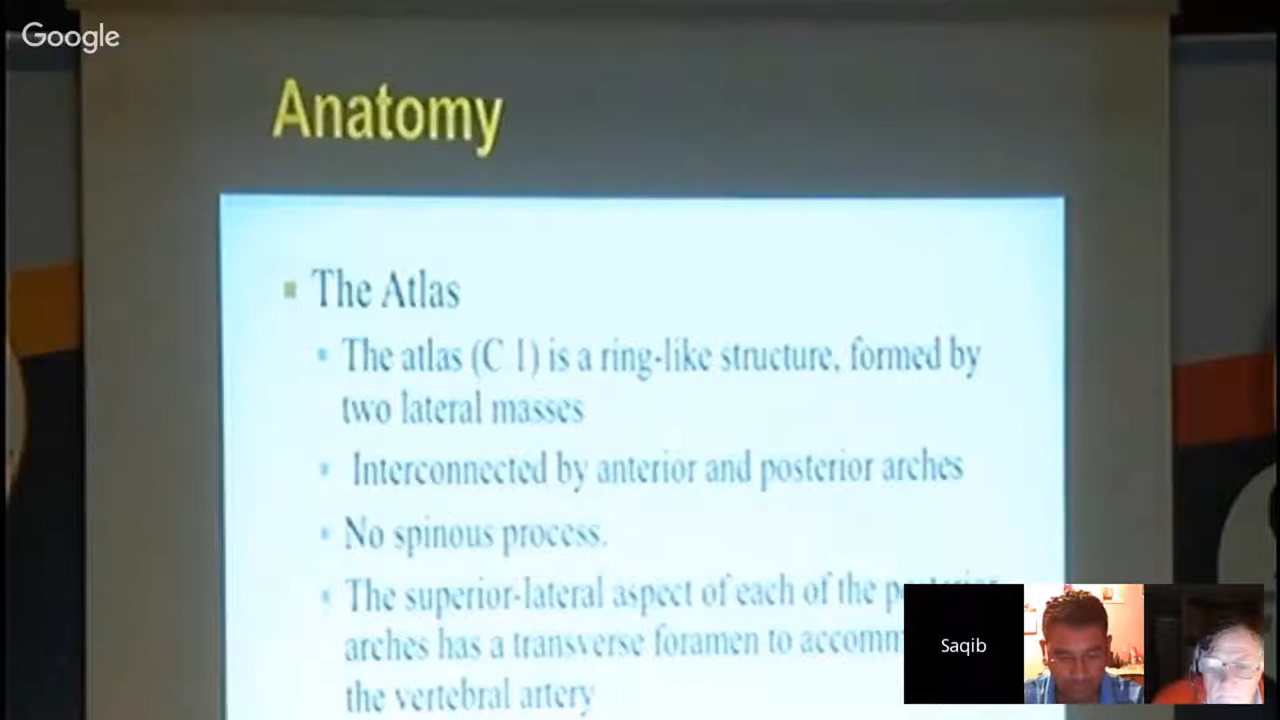 Google
Anatomy
The Atlas
The atlas (C 1) is a ring-like structure, formed by
two lateral masses
Interconnected by anterior and posterior arches
No spinous process.
The superior-lateral aspect of each of the
arches has a transverse foramen to
the vertebral artery
Saqib